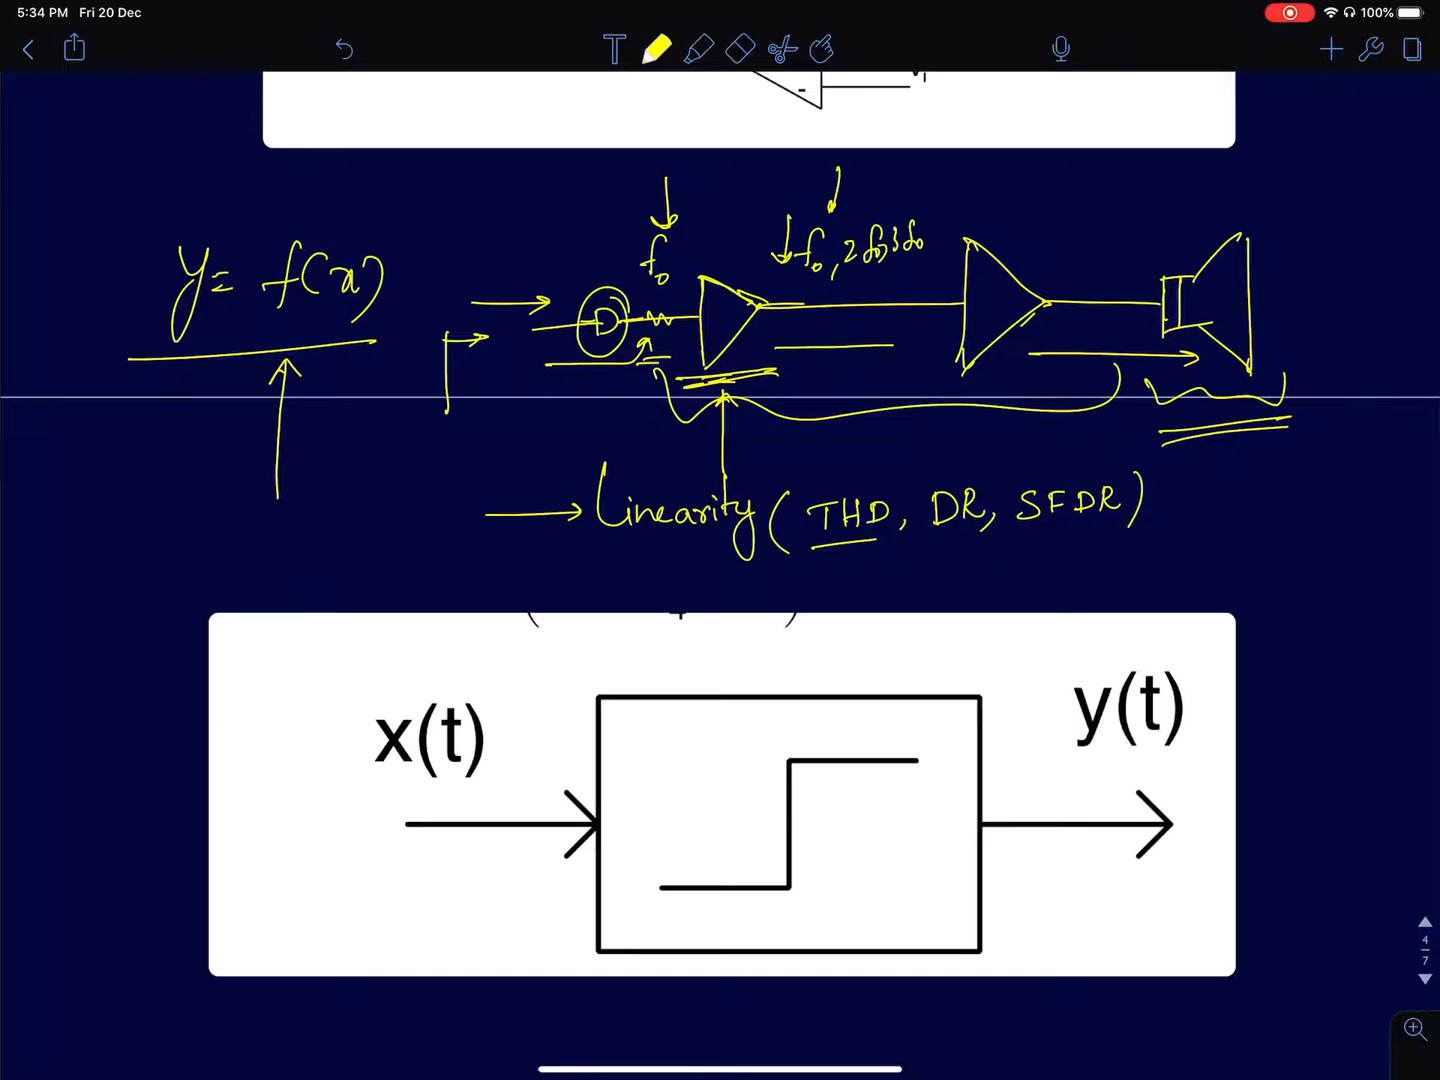 5:34 PM Fri 20 Dec
100%
T
-
f₀
f₀, 2f₀, 3f₀
y = f(x)
D
Linearity (THD, DR, SFDR)
x(t)
y(t)
4
7